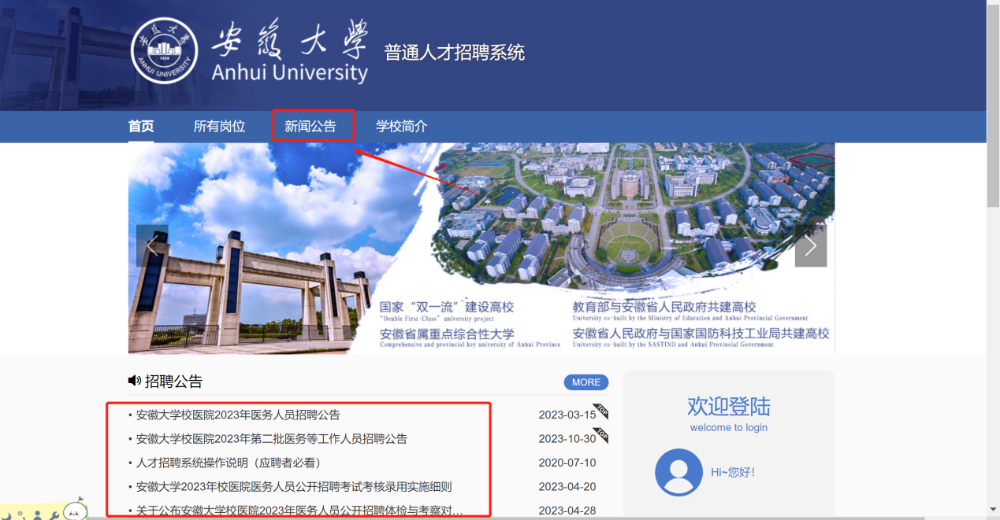 安徽大学
Anhui University
普通人才招聘系统
首页
所有岗位
新闻公告
学校简介
国家“双一流”建设高校
"Double First-Class" university project
安徽省属重点综合性大学
Comprehensive and provincial key university of Anhui Province
教育部与安徽省人民政府共建高校
University co-built by the Ministry of Education and Anhui Provincial Government
安徽省人民政府与国家国防科技工业局共建高校
University co-built by the SASTIND and Anhui Provincial Government
招聘公告
MORE
• 安徽大学校医院2023年医务人员招聘公告 2023-03-15 TOP
• 安徽大学校医院2023年第二批医务等工作人员招聘公告 2023-10-30 TOP
• 人才招聘系统操作说明（应聘者必看） 2020-07-10
• 安徽大学2023年校医院医务人员公开招聘考试考核录用实施细则 2023-04-20
• 关于公布安徽大学校医院2023年医务人员公开招聘体检与考察对... 2023-04-28
欢迎登陆
welcome to login
Hi~您好！